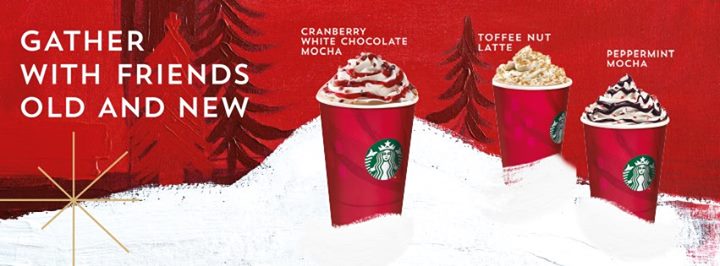 GATHER
WITH FRIENDS
OLD AND NEW
CRANBERRY
WHITE CHOCOLATE
MOCHA
TOFFEE NUT
LATTE
PEPPERMINT
MOCHA